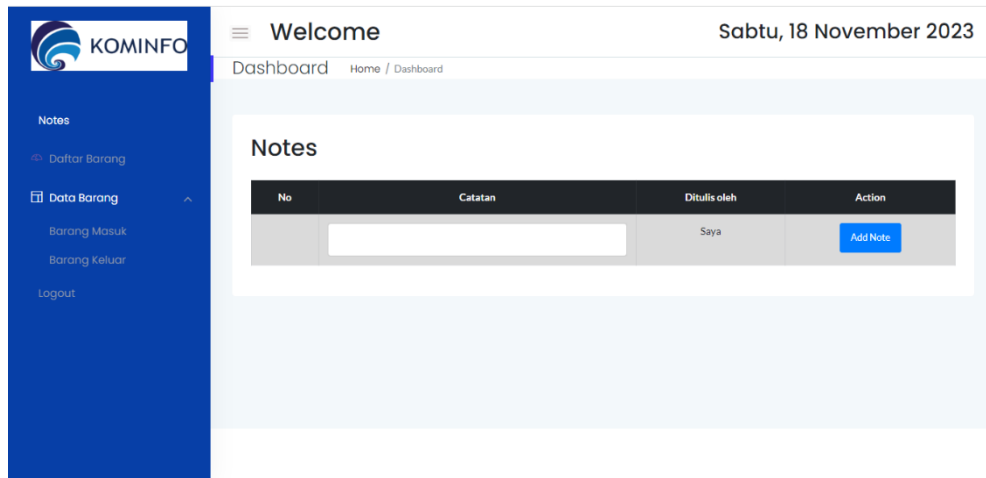 KOMINFO
Welcome
Sabtu, 18 November 2023
Dashboard Home / Dashboard
Notes
Daftar Barang
Data Barang
Barang Masuk
Barang Keluar
Logout
Notes
No Catatan Ditulis oleh Action
Saya Add Note